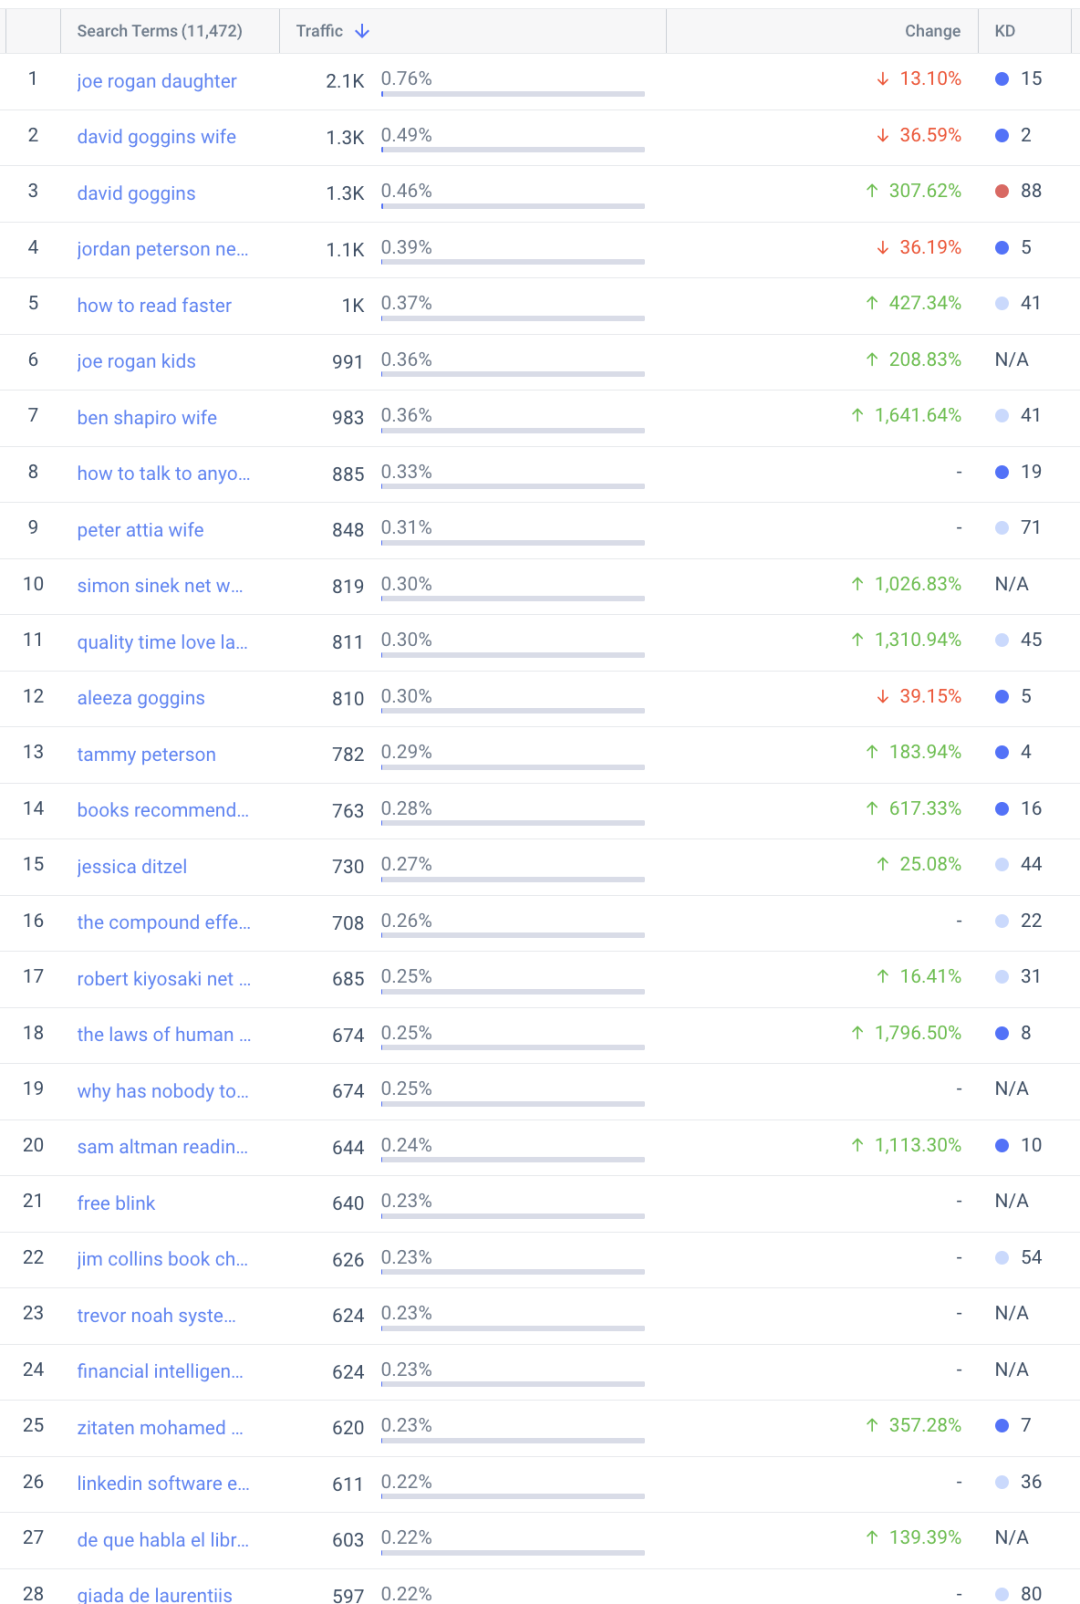 Search Terms (11,472) Traffic ↓ Change KD
1 joe rogan daughter 2.1K 0.76% ↓ 13.10% 15
2 david goggins wife 1.3K 0.49% ↓ 36.59% 2
3 david goggins 1.3K 0.46% ↑ 307.62% 88
4 jordan peterson ne... 1.1K 0.39% ↓ 36.19% 5
5 how to read faster 1K 0.37% ↑ 427.34% 41
6 joe rogan kids 991 0.36% ↑ 208.83% N/A
7 ben shapiro wife 983 0.36% ↑ 1,641.64% 41
8 how to talk to anyo... 885 0.33% - 19
9 peter attia wife 848 0.31% - 71
10 simon sinek net w... 819 0.30% ↑ 1,026.83% N/A
11 quality time love la... 811 0.30% ↑ 1,310.94% 45
12 aleeza goggins 810 0.30% ↓ 39.15% 5
13 tammy peterson 782 0.29% ↑ 183.94% 4
14 books recommend... 763 0.28% ↑ 617.33% 16
15 jessica ditzel 730 0.27% ↑ 25.08% 44
16 the compound effe... 708 0.26% - 22
17 robert kiyosaki net ... 685 0.25% ↑ 16.41% 31
18 the laws of human ... 674 0.25% ↑ 1,796.50% 8
19 why has nobody to... 674 0.25% - N/A
20 sam altman readin... 644 0.24% ↑ 1,113.30% 10
21 free blink 640 0.23% - N/A
22 jim collins book ch... 626 0.23% - 54
23 trevor noah syste... 624 0.23% - N/A
24 financial intelligen... 624 0.23% - N/A
25 zitaten mohamed ... 620 0.23% ↑ 357.28% 7
26 linkedin software e... 611 0.22% - 36
27 de que habla el libr... 603 0.22% ↑ 139.39% N/A
28 giada de laurentiis 597 0.22% - 80